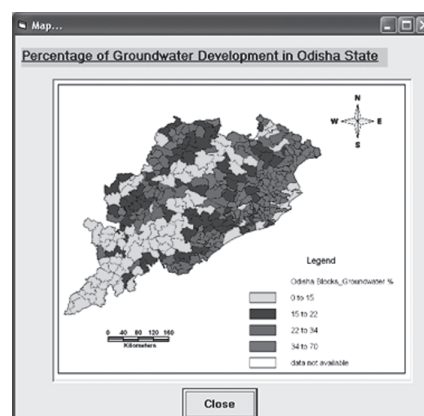 Map...
Percentage of Groundwater Development in Odisha State
N
W E
S
Legend
Odisha Blocks_Groundwater %
0 to 15
15 to 22
22 to 34
34 to 70
data not available
0 40 80 120 160
Kilometers
Close